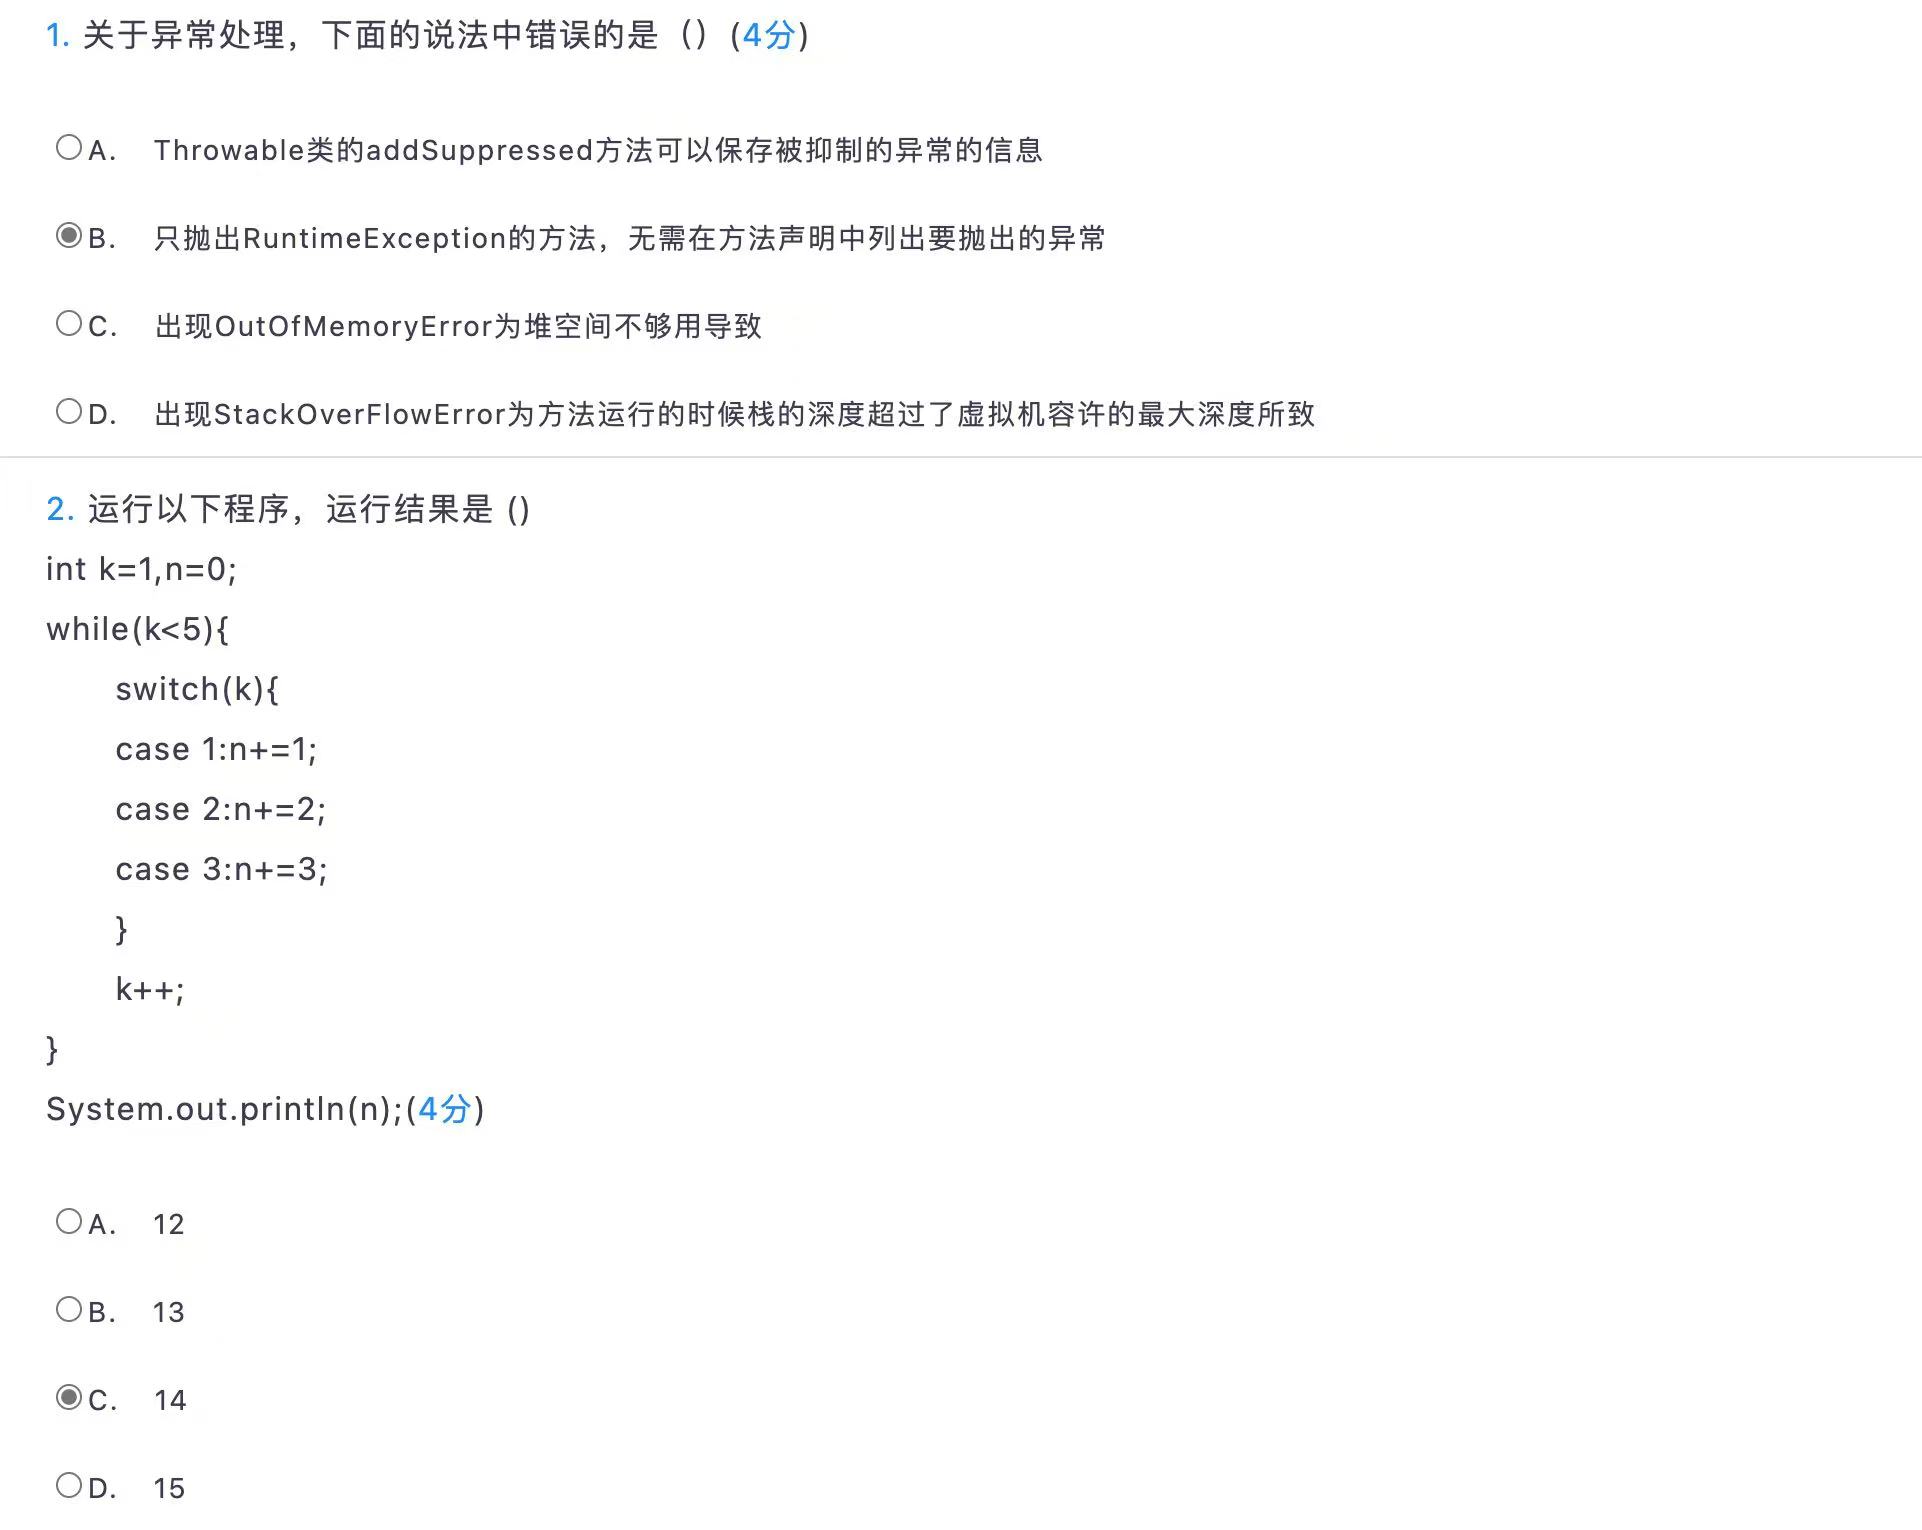 1. 关于异常处理，下面的说法中错误的是（）(4分)
A. Throwable类的addSuppressed方法可以保存被抑制的异常的信息
B. 只抛出RuntimeException的方法，无需在方法声明中列出要抛出的异常
C. 出现OutOfMemoryError为堆空间不够用导致
D. 出现StackOverFlowError为方法运行的时候栈的深度超过了虚拟机容许的最大深度所致
2. 运行以下程序，运行结果是 ()
int k=1,n=0;
while(k<5){
switch(k){
case 1:n+=1;
case 2:n+=2;
case 3:n+=3;
}
k++;
}
System.out.println(n);(4分)
A. 12
B. 13
C. 14
D. 15